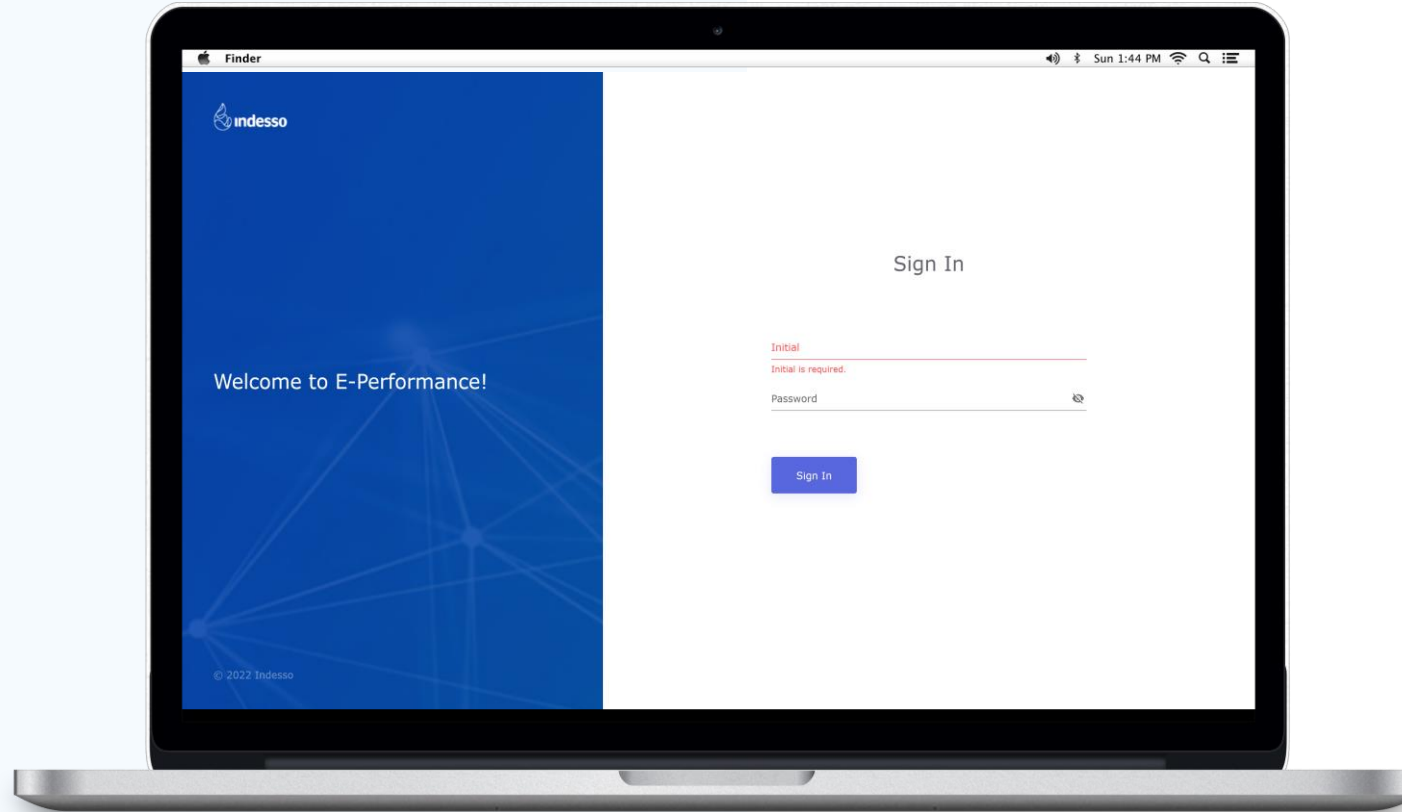 Finder
Sun 1:44 PM
indesso
Welcome to E-Performance!
© 2022 Indesso
Sign In
Initial
Initial is required.
Password
Sign In